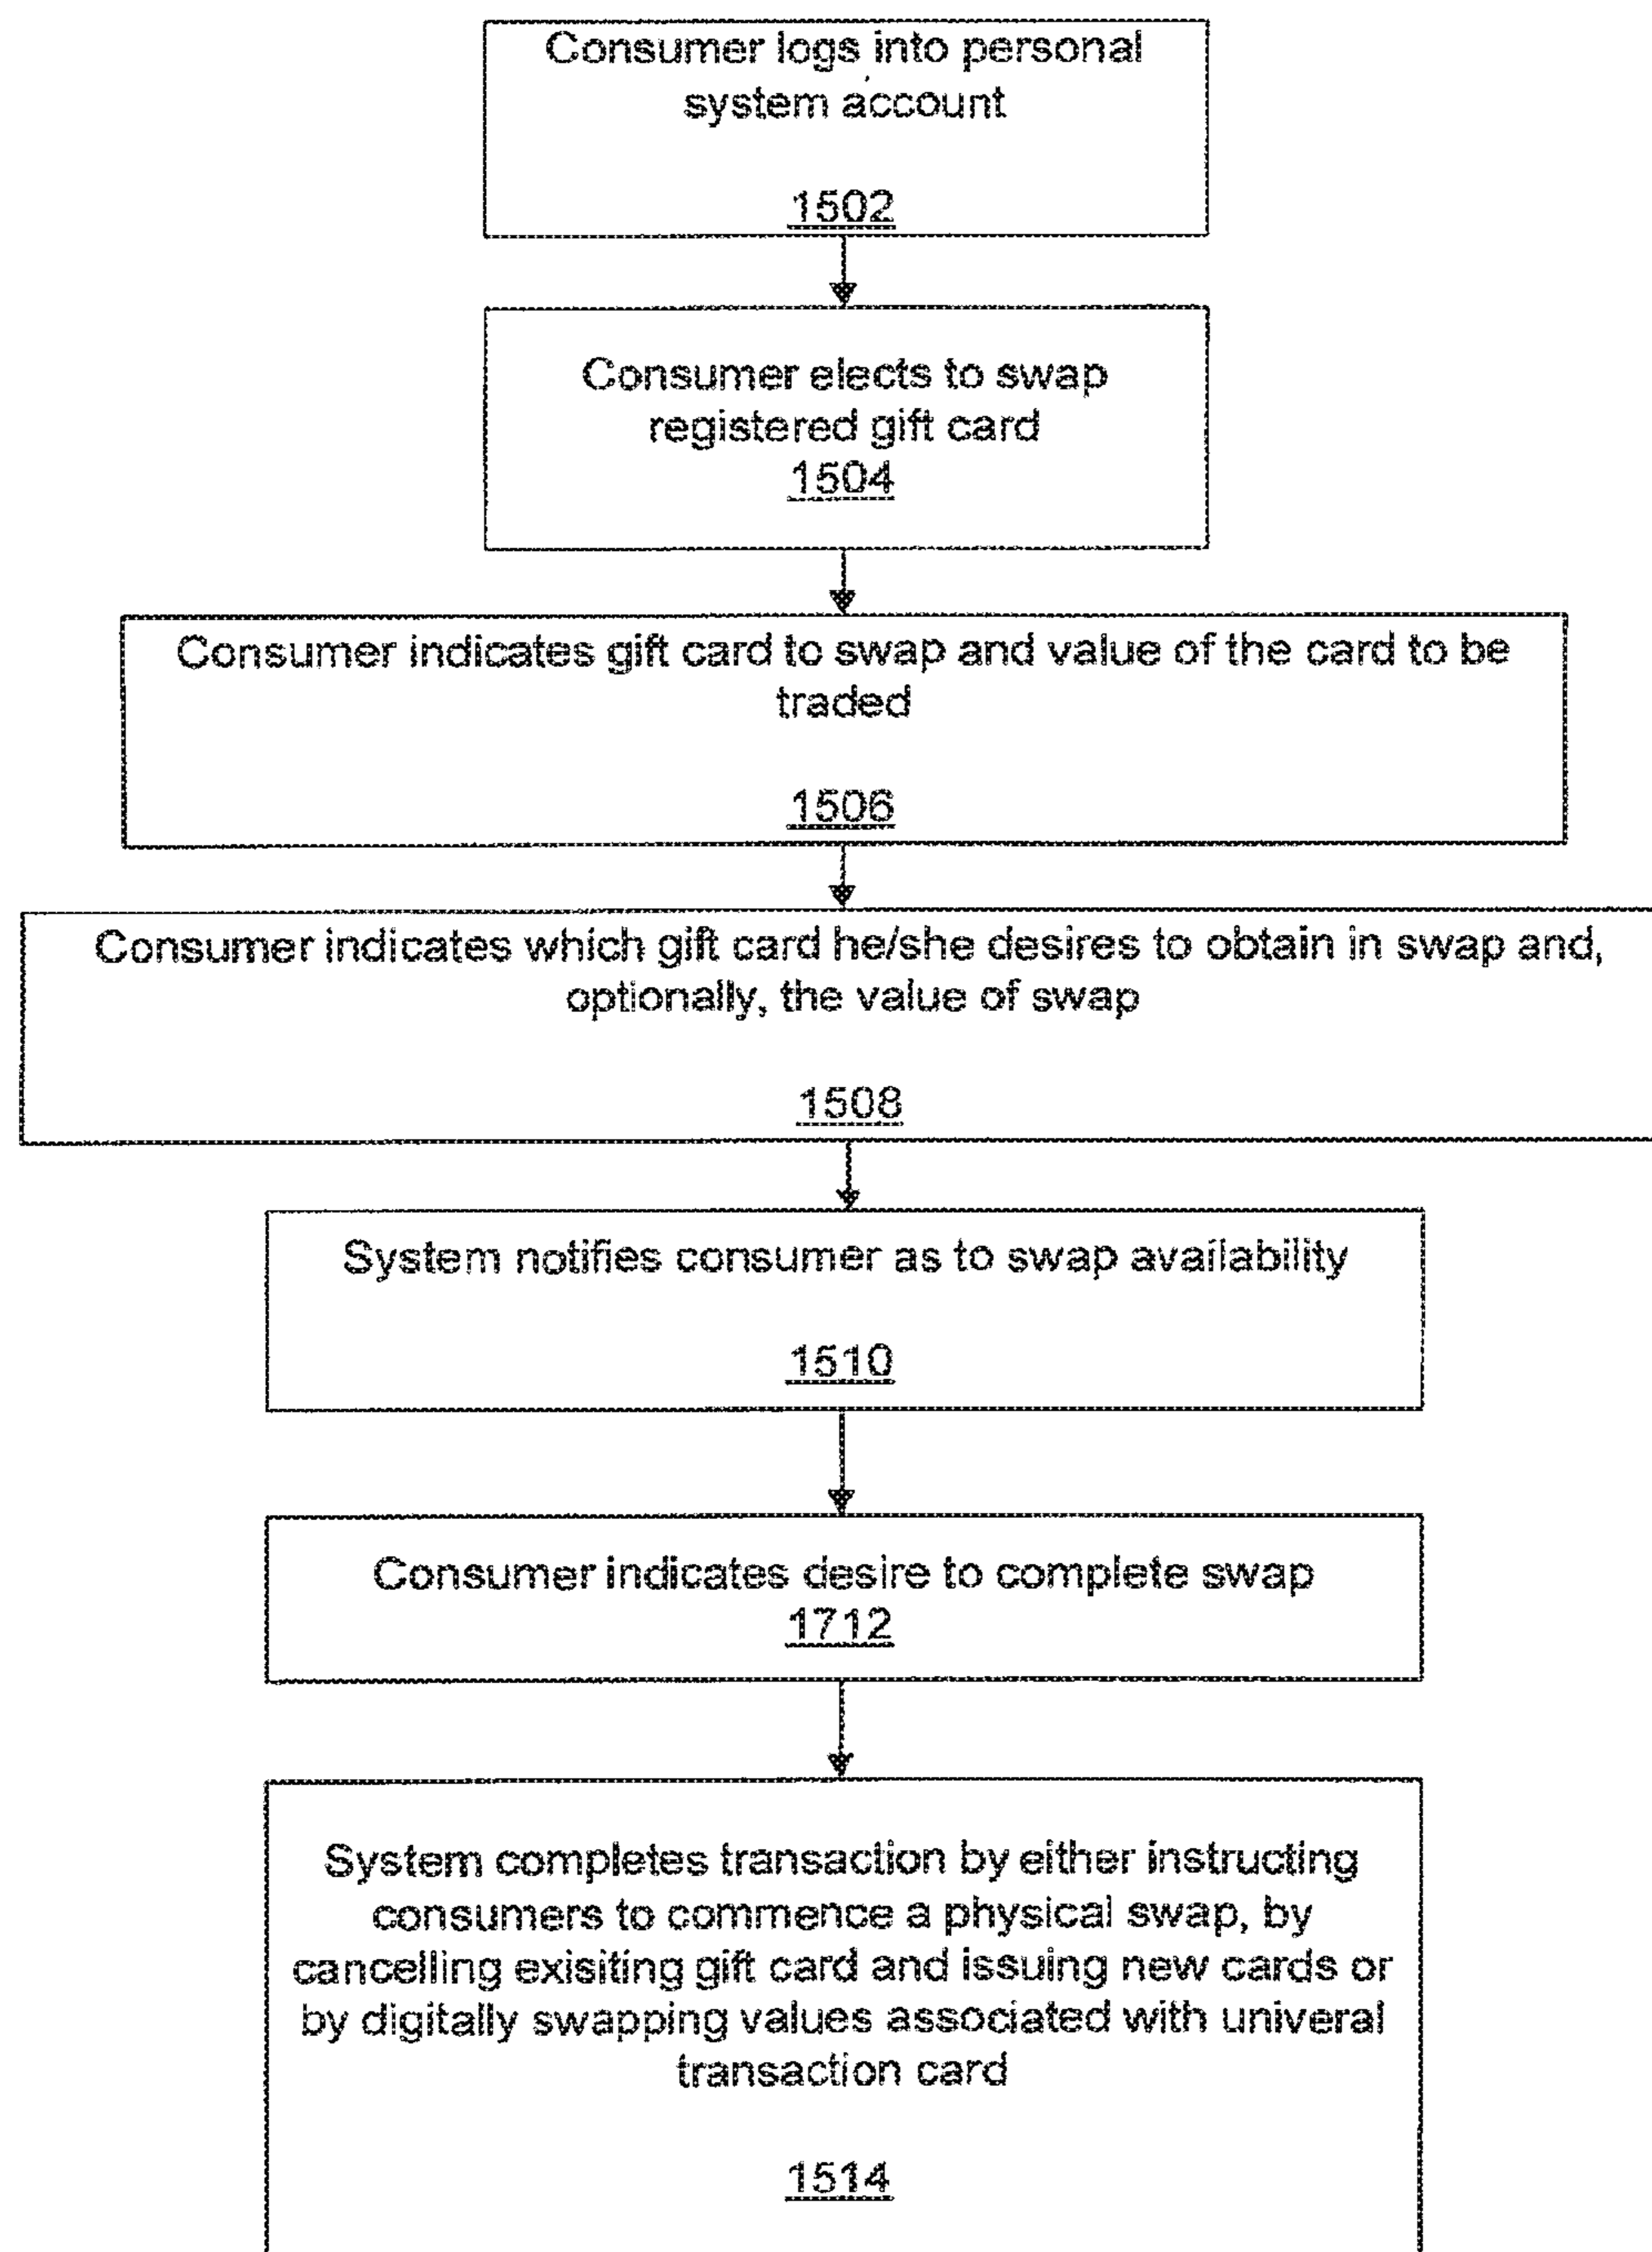 Consumer logs into personal
system account
1502
Consumer elects to swap
registered gift card
1504
Consumer indicates gift card to swap and value of the card to be
traded
1506
Consumer indicates which gift card he/she desires to obtain in swap and,
optionally, the value of swap
1508
System notifies consumer as to swap availability
1510
Consumer indicates desire to complete swap
1712
System completes transaction by either instructing
consumers to commence a physical swap, by
cancelling exisiting gift card and issuing new cards or
by digitally swapping values associated with univeral
transaction card
1514